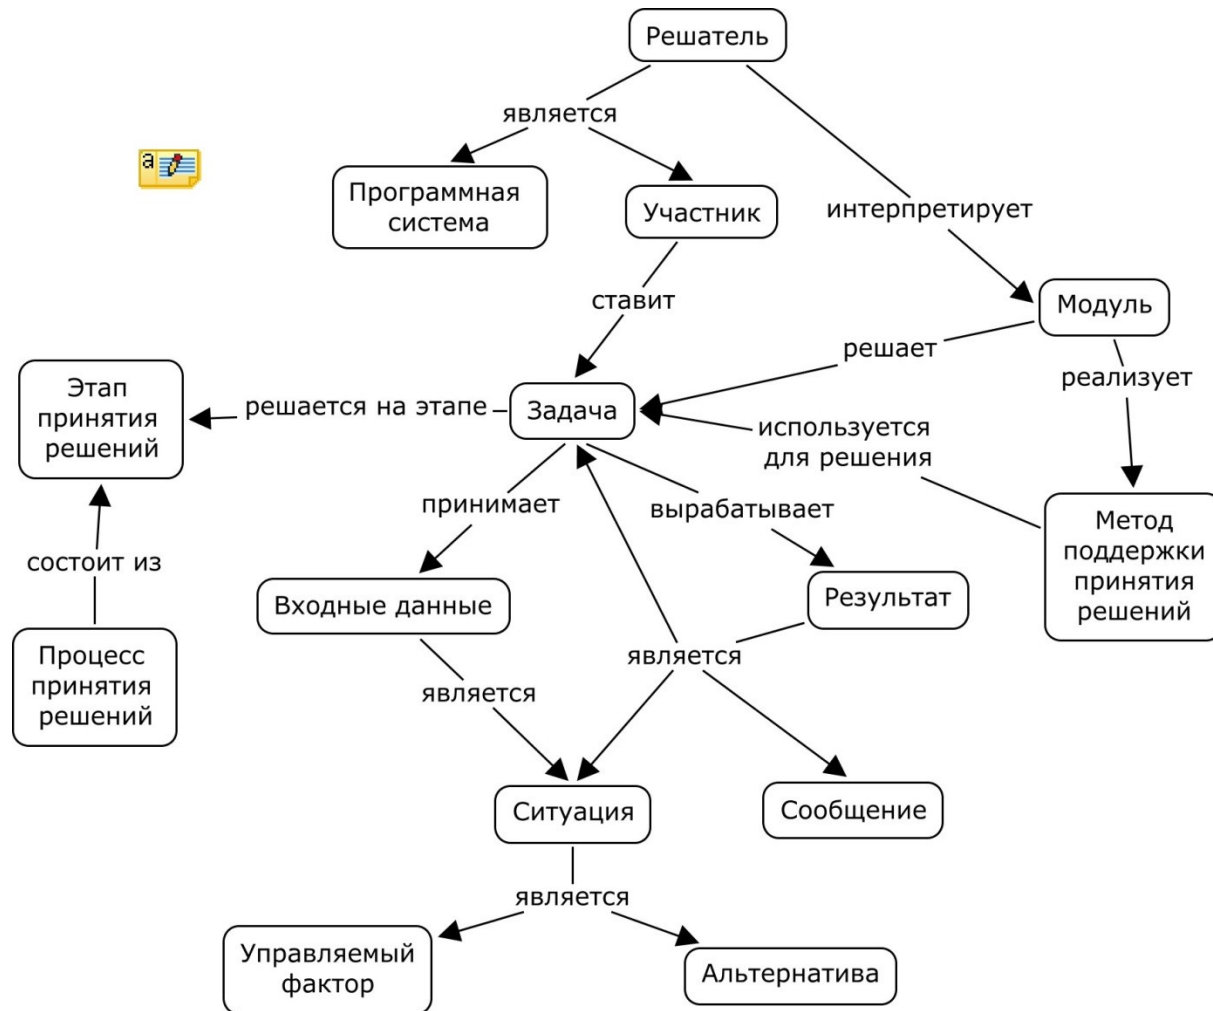 Решатель
является
a
Программная
система
Участник
интерпретирует
ставит
Модуль
решает
реализует
Этап
принятия
решений
решается на этапе
Задача
используется
для решения
принимает
вырабатывает
Метод
поддержки
принятия
решений
состоит из
Входные данные
Результат
Процесс
принятия
решений
является
является
Ситуация
Сообщение
является
Управляемый
фактор
Альтернатива